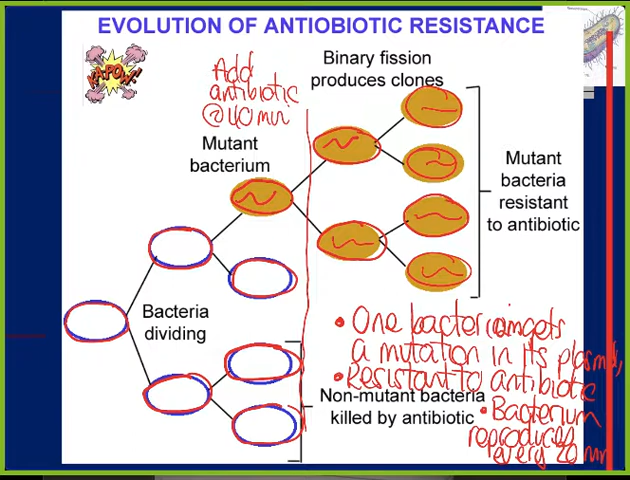 EVOLUTION OF ANTIOBIOTIC RESISTANCE
KAPOW!
Add
antibiotic
@ 40 min
Binary fission
produces clones
Mutant
bacterium
Mutant
bacteria
resistant
to antibiotic
Bacteria
dividing
Non-mutant bacteria
killed by antibiotic
• One bacterium gets
a mutation in its plasmid,
• Resistant to antibiotic
• Bacterium
reproduces
every 20 min